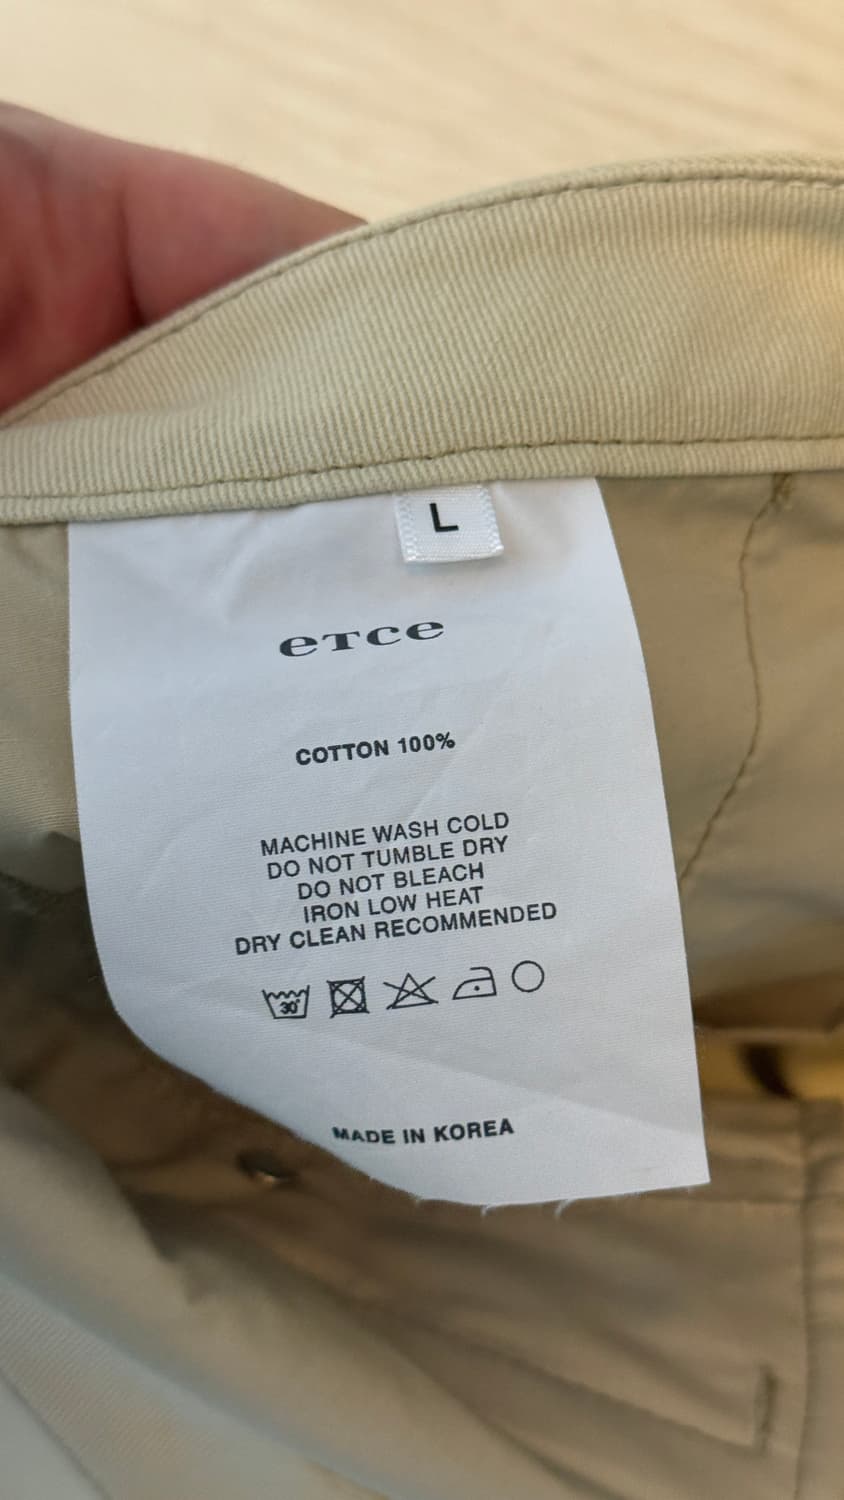 L
eTce
COTTON 100%
MACHINE WASH COLD
DO NOT TUMBLE DRY
DO NOT BLEACH
IRON LOW HEAT
DRY CLEAN RECOMMENDED
30°
MADE IN KOREA